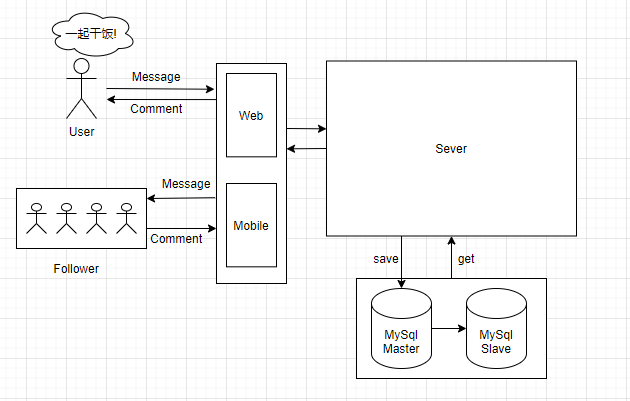 一起干饭!
Message
Comment
User
Web
Sever
Message
Mobile
Comment
Follower
save
get
MySql
Master
MySql
Slave